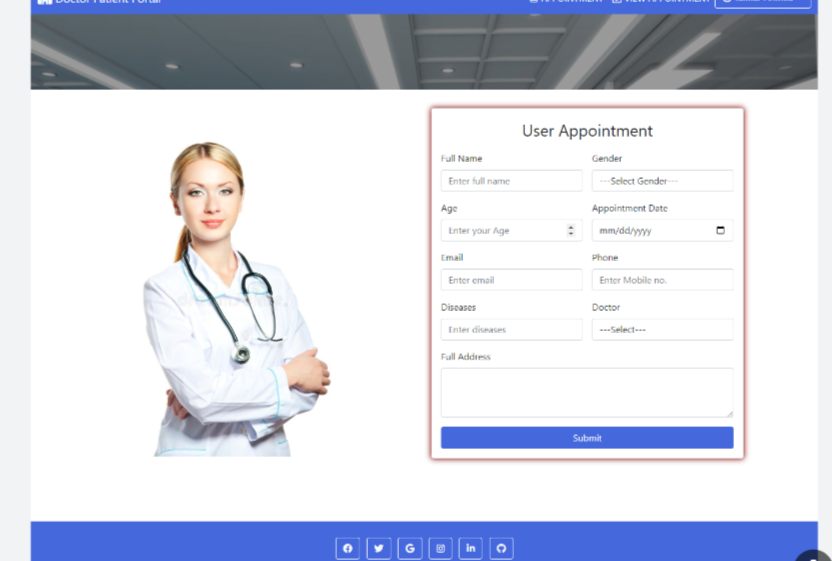 Doctor Patient Portal
APPOINTMENT VIEW APPOINTMENT
User Appointment
Full Name Gender
Enter full name ---Select Gender---
Age Appointment Date
Enter your Age mm/dd/yyyy
Email Phone
Enter email Enter Mobile no.
Diseases Doctor
Enter diseases ---Select---
Full Address
Submit